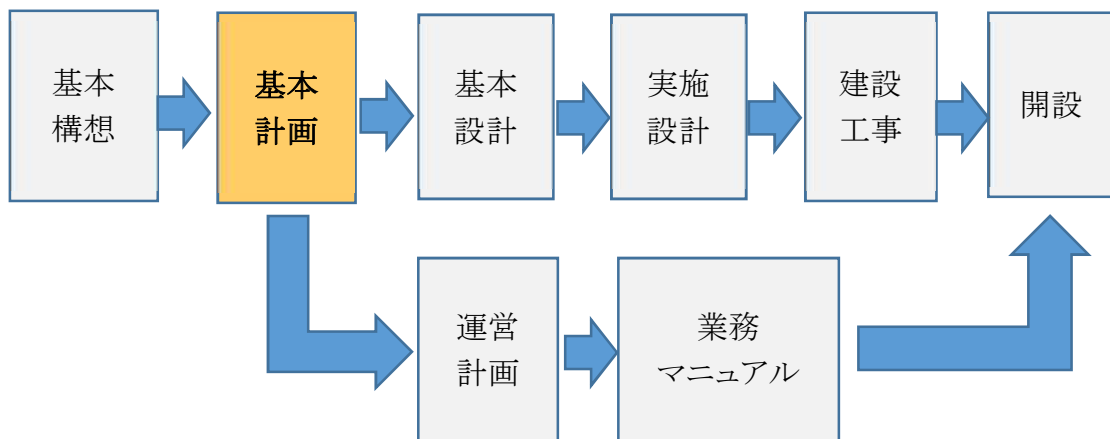 基本
構想
基本
計画
基本
設計
実施
設計
建設
工事
開設
運営
計画
業務
マニュアル